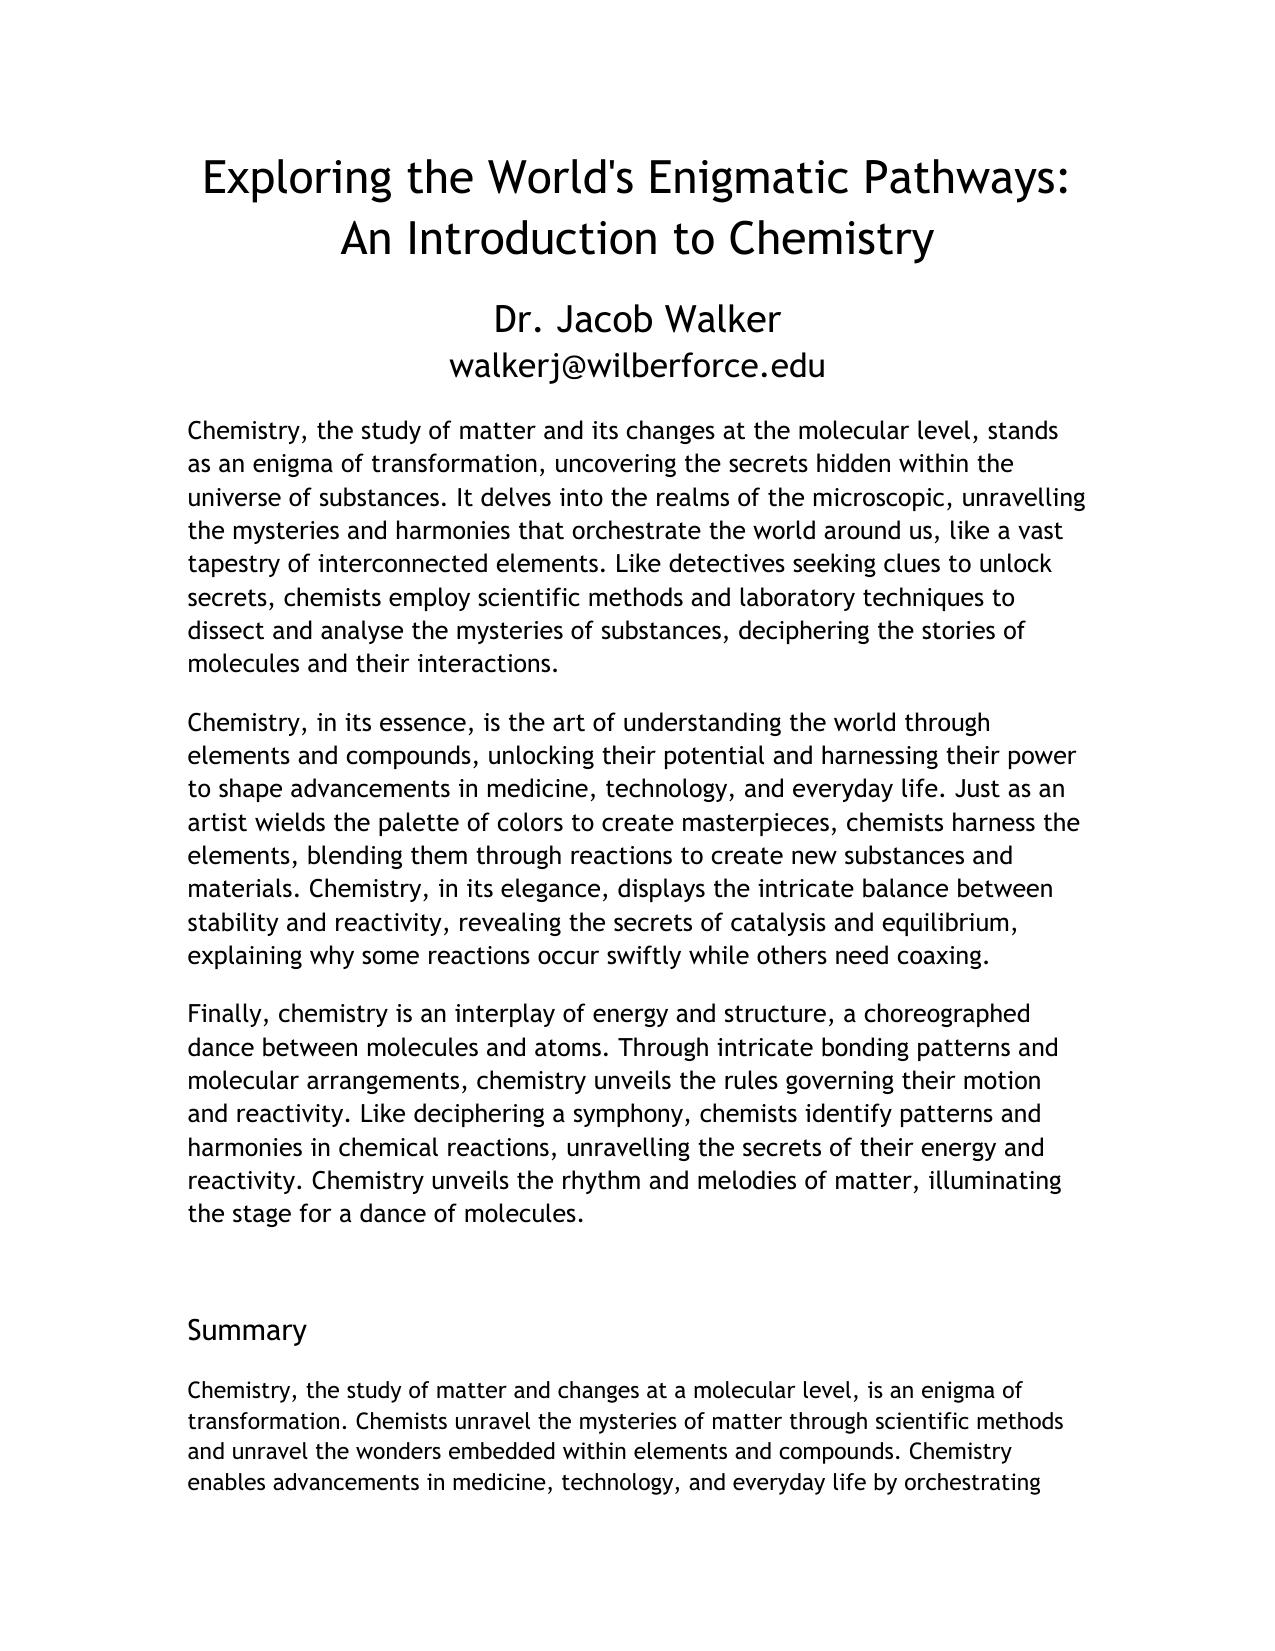 Exploring the World's Enigmatic Pathways:
An Introduction to Chemistry
Dr. Jacob Walker
walkerj@wilberforce.edu
Chemistry, the study of matter and its changes at the molecular level, stands
as an enigma of transformation, uncovering the secrets hidden within the
universe of substances. It delves into the realms of the microscopic, unravelling
the mysteries and harmonies that orchestrate the world around us, like a vast
tapestry of interconnected elements. Like detectives seeking clues to unlock
secrets, chemists employ scientific methods and laboratory techniques to
dissect and analyse the mysteries of substances, deciphering the stories of
molecules and their interactions.
Chemistry, in its essence, is the art of understanding the world through
elements and compounds, unlocking their potential and harnessing their power
to shape advancements in medicine, technology, and everyday life. Just as an
artist wields the palette of colors to create masterpieces, chemists harness the
elements, blending them through reactions to create new substances and
materials. Chemistry, in its elegance, displays the intricate balance between
stability and reactivity, revealing the secrets of catalysis and equilibrium,
explaining why some reactions occur swiftly while others need coaxing.
Finally, chemistry is an interplay of energy and structure, a choreographed
dance between molecules and atoms. Through intricate bonding patterns and
molecular arrangements, chemistry unveils the rules governing their motion
and reactivity. Like deciphering a symphony, chemists identify patterns and
harmonies in chemical reactions, unravelling the secrets of their energy and
reactivity. Chemistry unveils the rhythm and melodies of matter, illuminating
the stage for a dance of molecules.
Summary
Chemistry, the study of matter and changes at a molecular level, is an enigma of
transformation. Chemists unravel the mysteries of matter through scientific methods
and unravel the wonders embedded within elements and compounds. Chemistry
enables advancements in medicine, technology, and everyday life by orchestrating